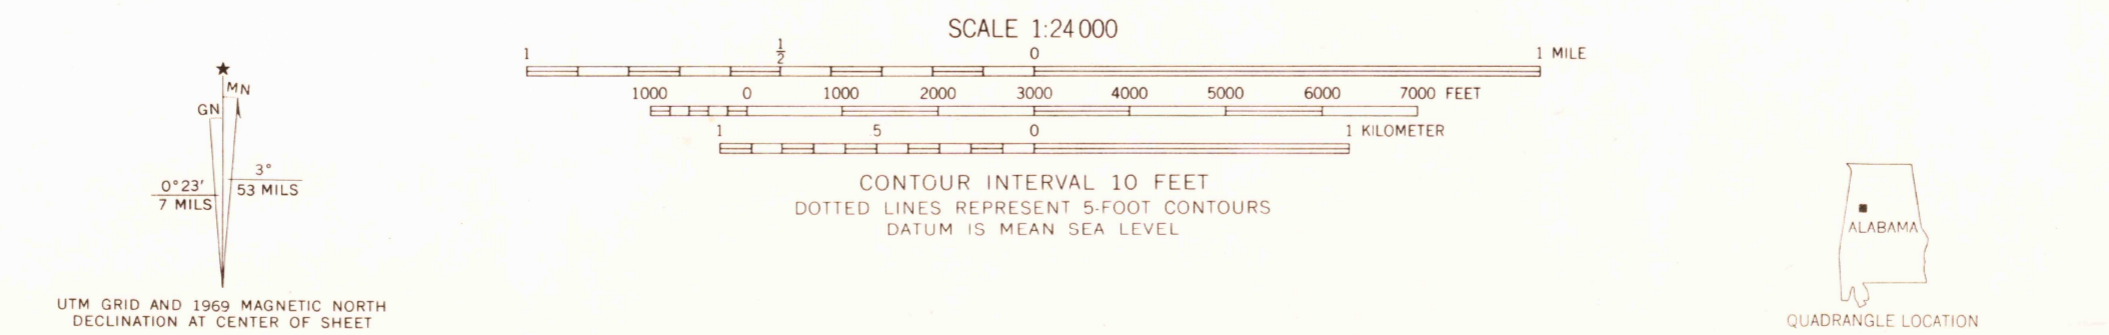 SCALE 1:24 000
1 1/2 0 1 MILE
1000 0 1000 2000 3000 4000 5000 6000 7000 FEET
1 .5 0 1 KILOMETER
CONTOUR INTERVAL 10 FEET
DOTTED LINES REPRESENT 5-FOOT CONTOURS
DATUM IS MEAN SEA LEVEL
★
MN
GN
3°
53 MILS
0°23′
7 MILS
UTM GRID AND 1969 MAGNETIC NORTH
DECLINATION AT CENTER OF SHEET
ALABAMA
QUADRANGLE LOCATION